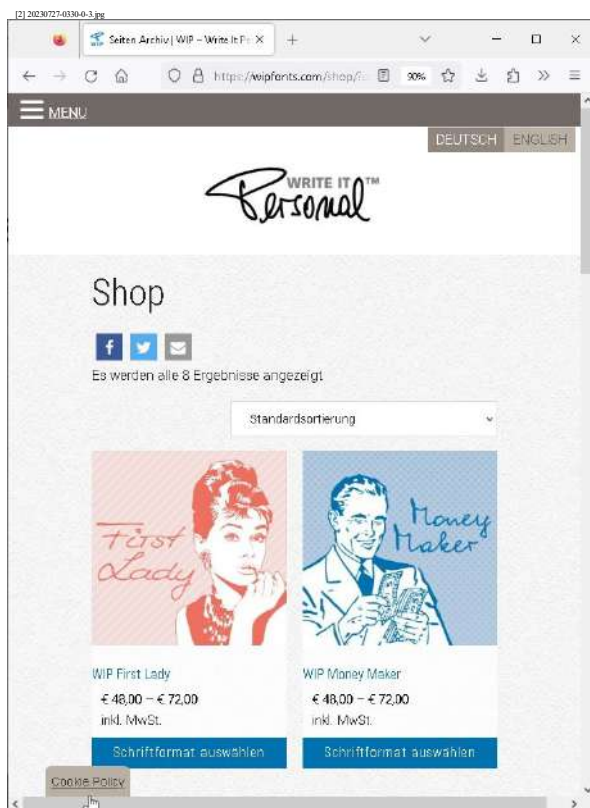 [2] 20230727-0330-0-3.jpg
Seiten Archiv | WIP – Write It Pe
https://wipfonts.com/shop/?
90%
MENU
DEUTSCH ENGLISH
WRITE IT
Personal™
Shop
Es werden alle 8 Ergebnisse angezeigt
Standardsortierung
First
Lady
Money
Maker
WIP First Lady
WIP Money Maker
€ 48,00 – € 72,00
€ 48,00 – € 72,00
inkl. MwSt.
inkl. MwSt.
Schriftformat auswählen
Schriftformat auswählen
Cookie Policy